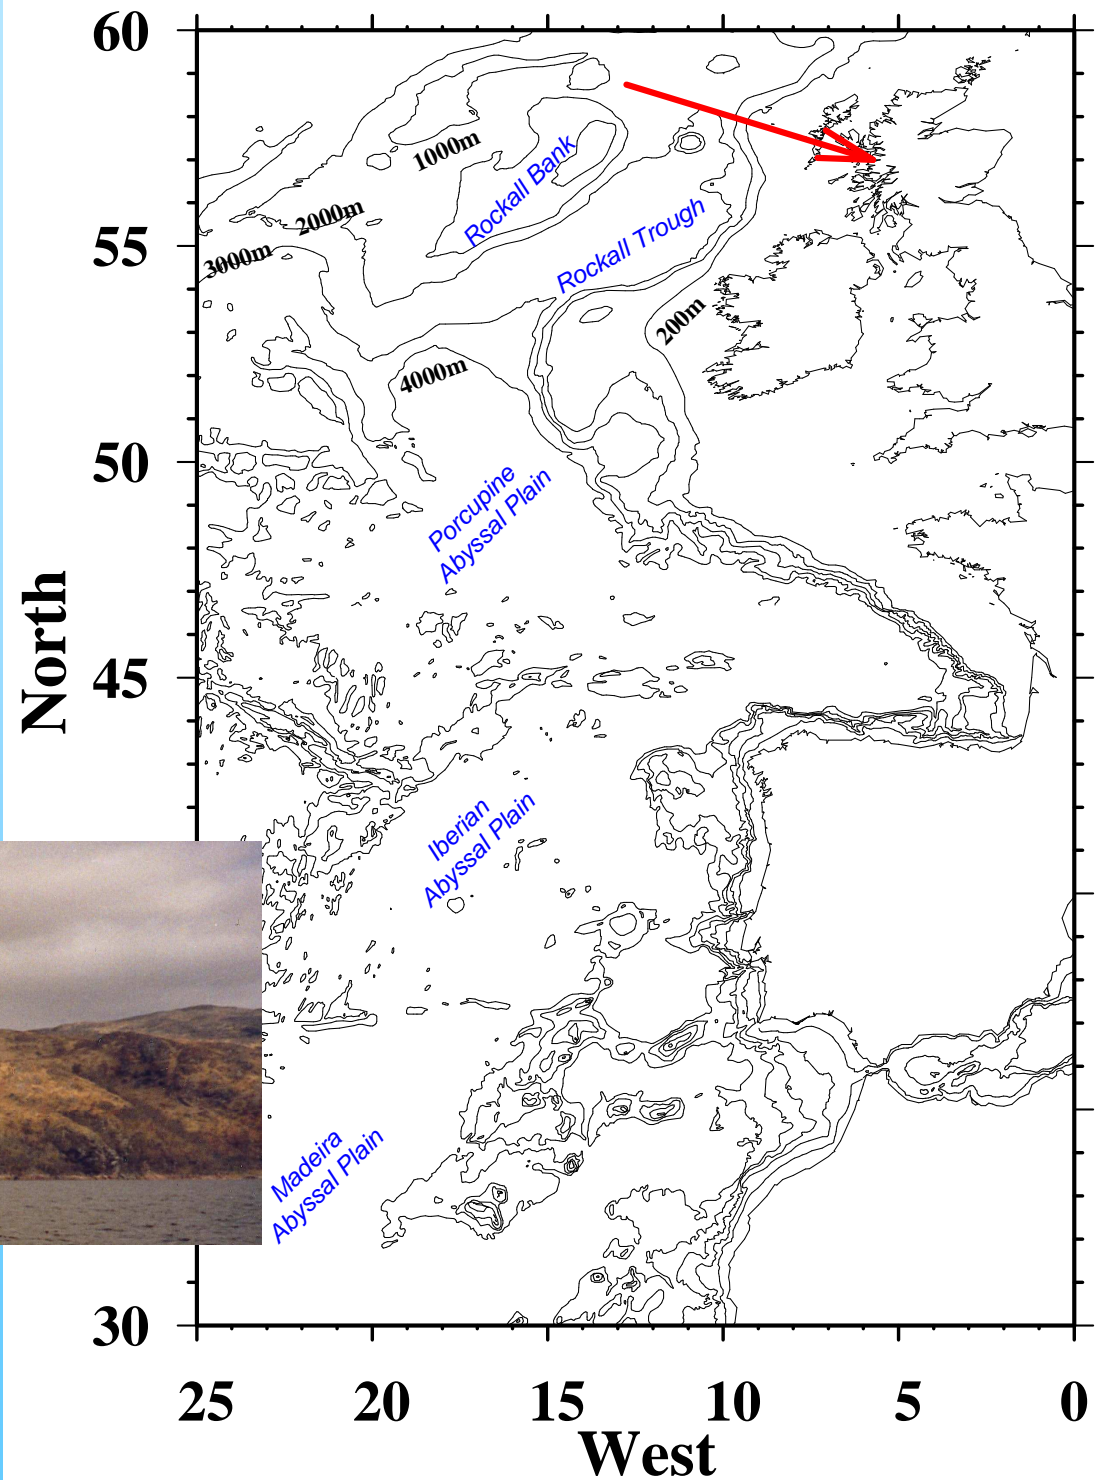 60
1000m
Rockall Bank
2000m
Rockall Trough
55
3000m
200m
4000m
50
Porcupine
Abyssal Plain
North
45
Iberian
Abyssal Plain
Madeira
Abyssal Plain
30
25
20
15
10
5
0
West